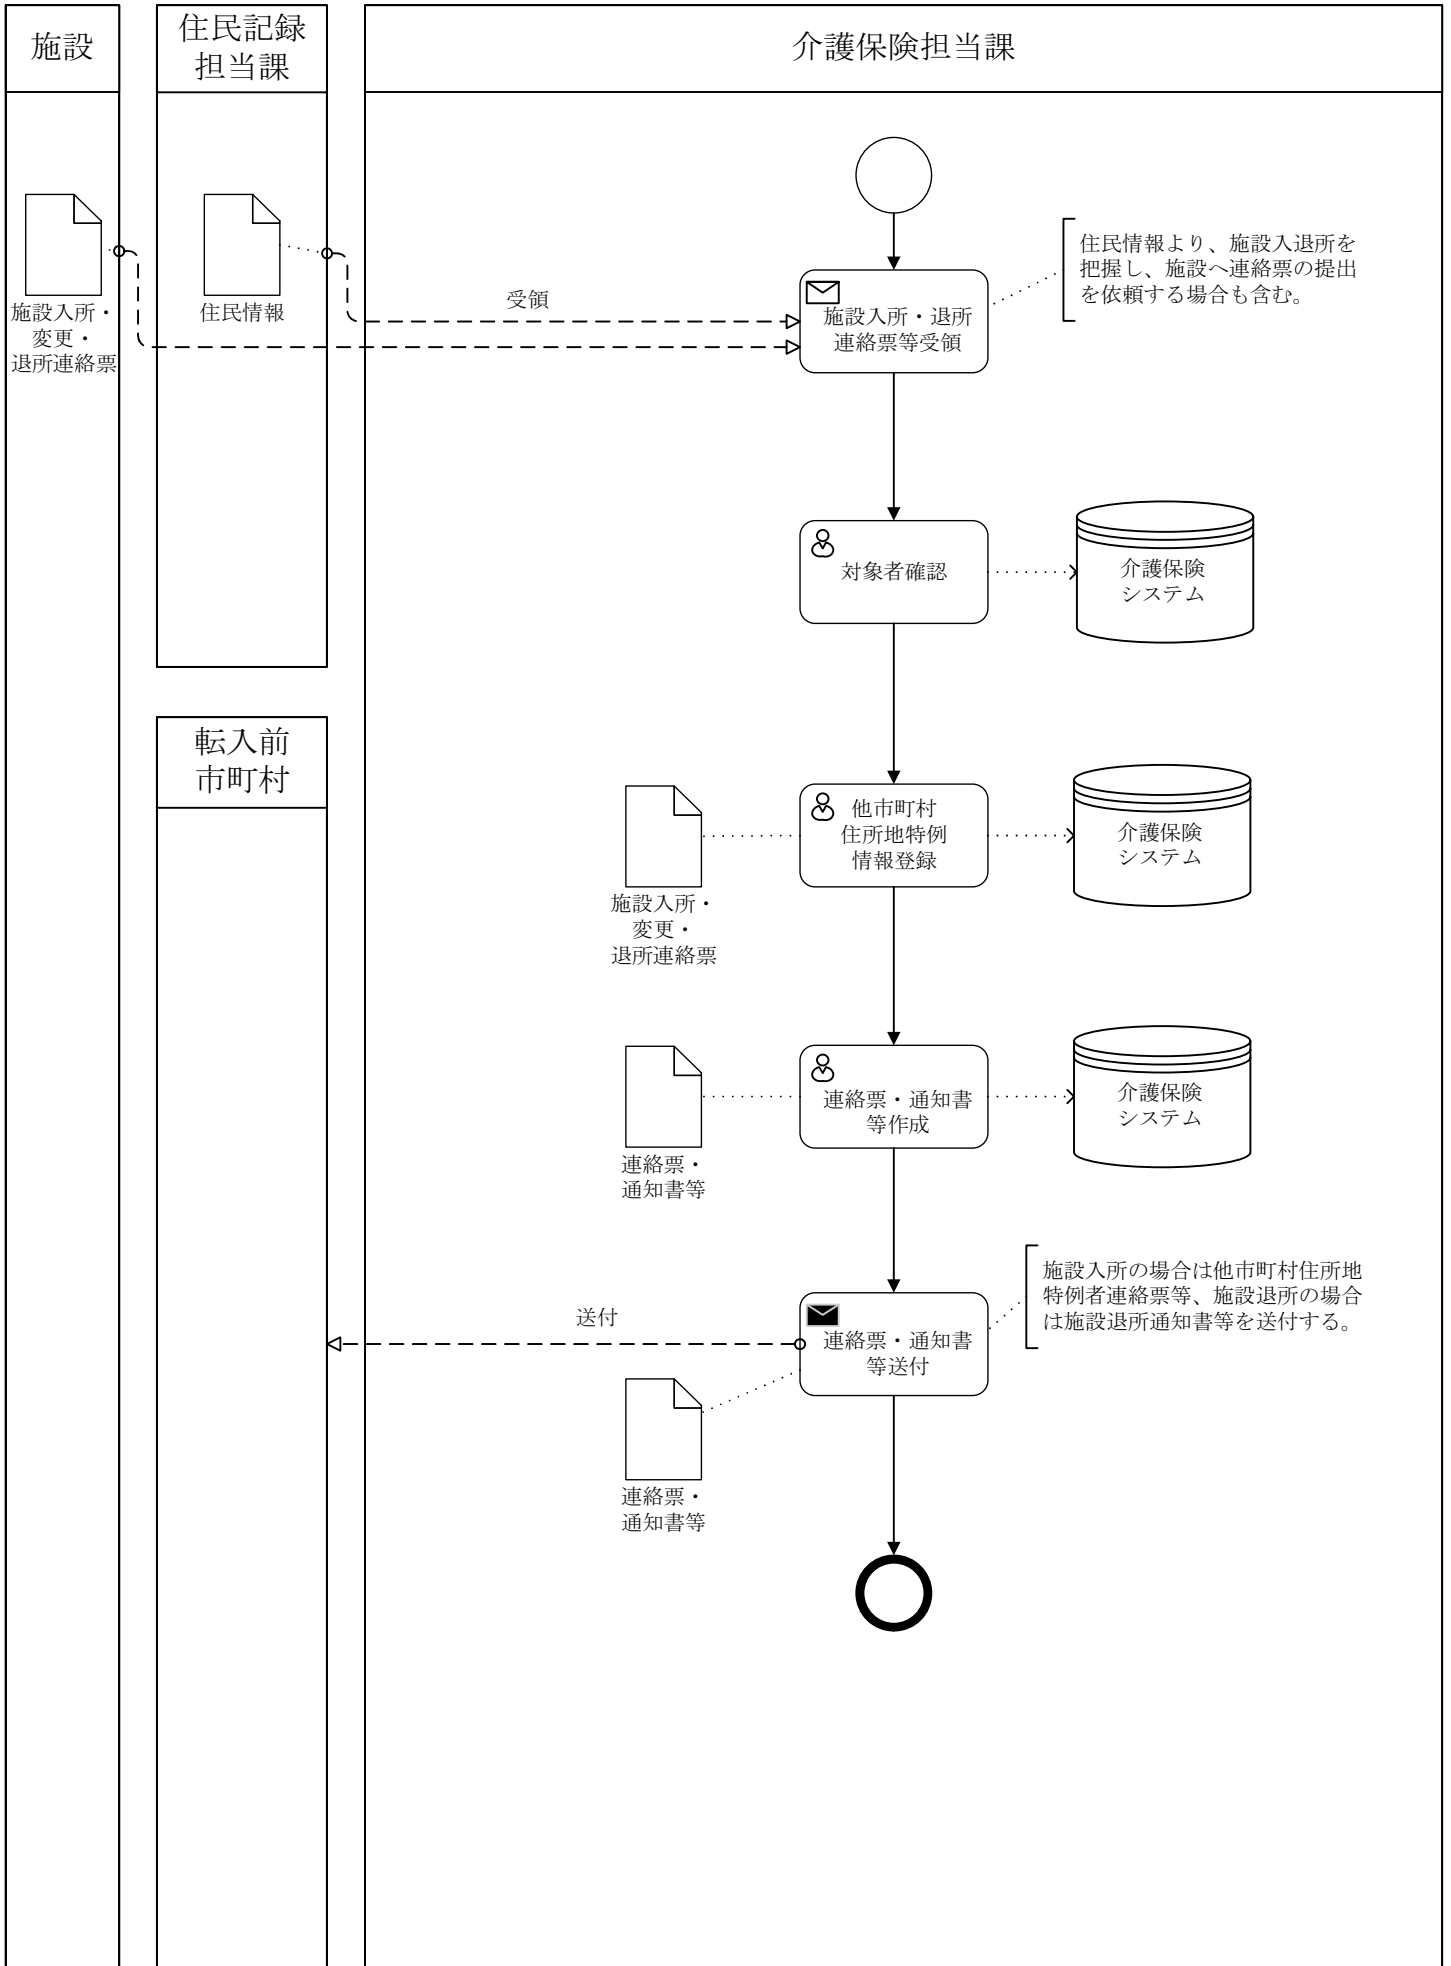 施設
住民記録
担当課
介護保険担当課
施設入所・
変更・
退所連絡票
住民情報
受領
施設入所・退所
連絡票等受領
住民情報より、施設入退所を
把握し、施設へ連絡票の提出
を依頼する場合も含む。
対象者確認
介護保険
システム
転入前
市町村
他市町村
住所地特例
情報登録
介護保険
システム
施設入所・
変更・
退所連絡票
連絡票・通知書
等作成
介護保険
システム
連絡票・
通知書等
送付
連絡票・通知書
等送付
施設入所の場合は他市町村住所地
特例者連絡票等、施設退所の場合
は施設退所通知書等を送付する。
連絡票・
通知書等